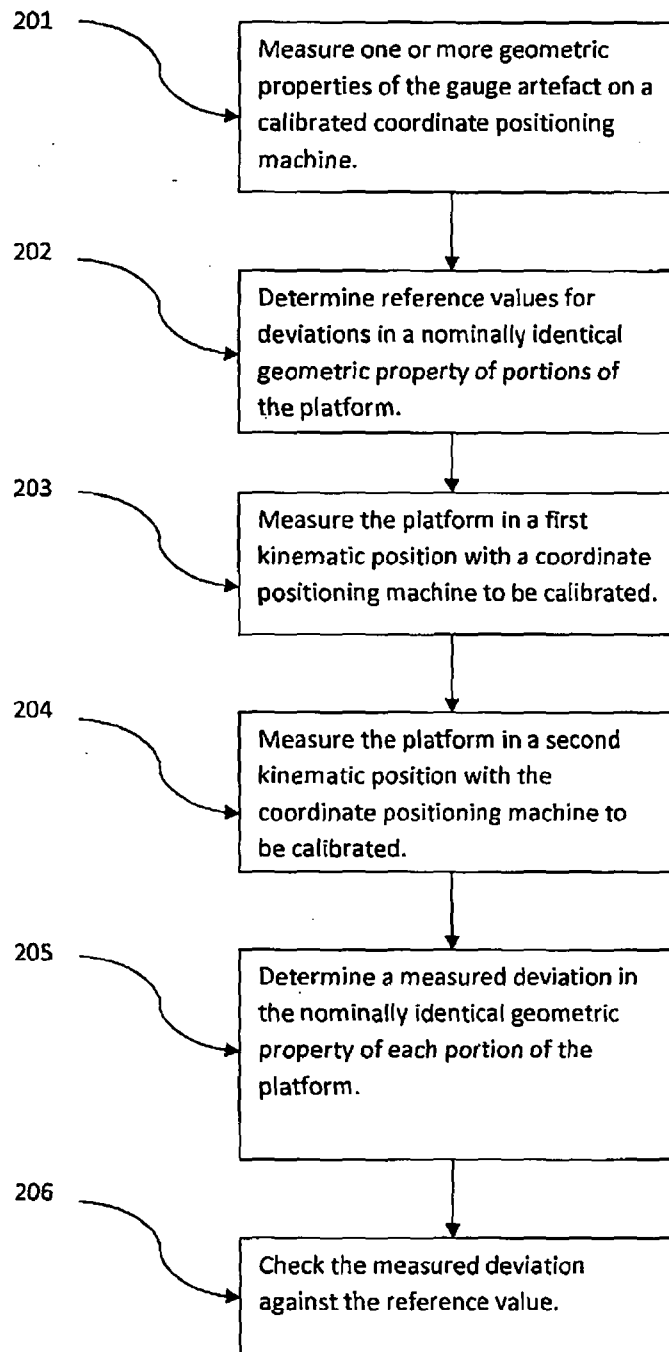 201
Measure one or more geometric
properties of the gauge artefact on a
calibrated coordinate positioning
machine.
202
Determine reference values for
deviations in a nominally identical
geometric property of portions of
the platform.
203
Measure the platform in a first
kinematic position with a coordinate
positioning machine to be calibrated.
204
Measure the platform in a second
kinematic position with the
coordinate positioning machine to
be calibrated.
205
Determine a measured deviation in
the nominally identical geometric
property of each portion of the
platform.
206
Check the measured deviation
against the reference value.